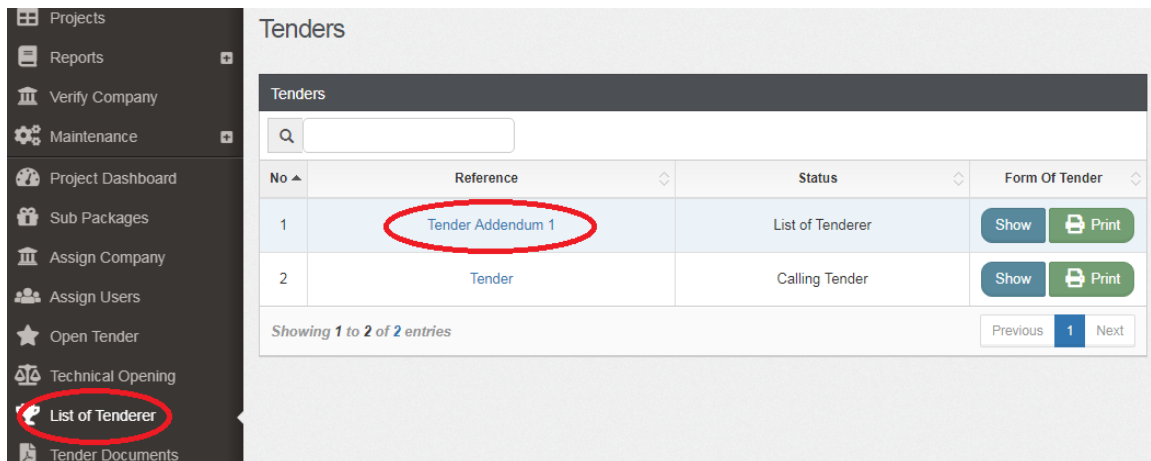 Projects
Reports
Verify Company
Maintenance
Project Dashboard
Sub Packages
Assign Company
Assign Users
Open Tender
Technical Opening
List of Tenderer
Tender Documents
Tenders
Tenders
No Reference Status Form Of Tender
1 Tender Addendum 1 List of Tenderer Show Print
2 Tender Calling Tender Show Print
Showing 1 to 2 of 2 entries Previous 1 Next